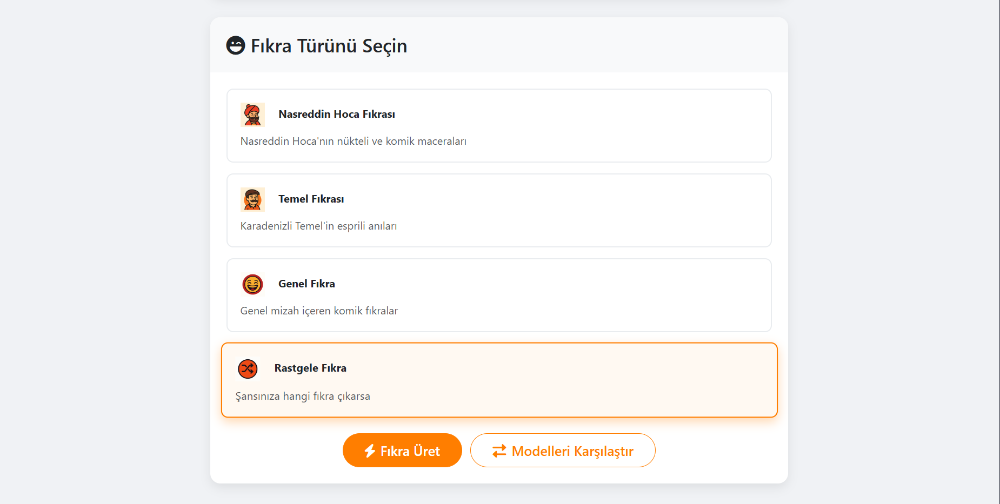 Fıkra Türünü Seçin
Nasreddin Hoca Fıkrası
Nasreddin Hoca'nın nükteli ve komik maceraları
Temel Fıkrası
Karadenizli Temel'in esprili anıları
Genel Fıkra
Genel mizah içeren komik fıkralar
Rastgele Fıkra
Şansınıza hangi fıkra çıkarsa
Fıkra Üret
Modelleri Karşılaştır